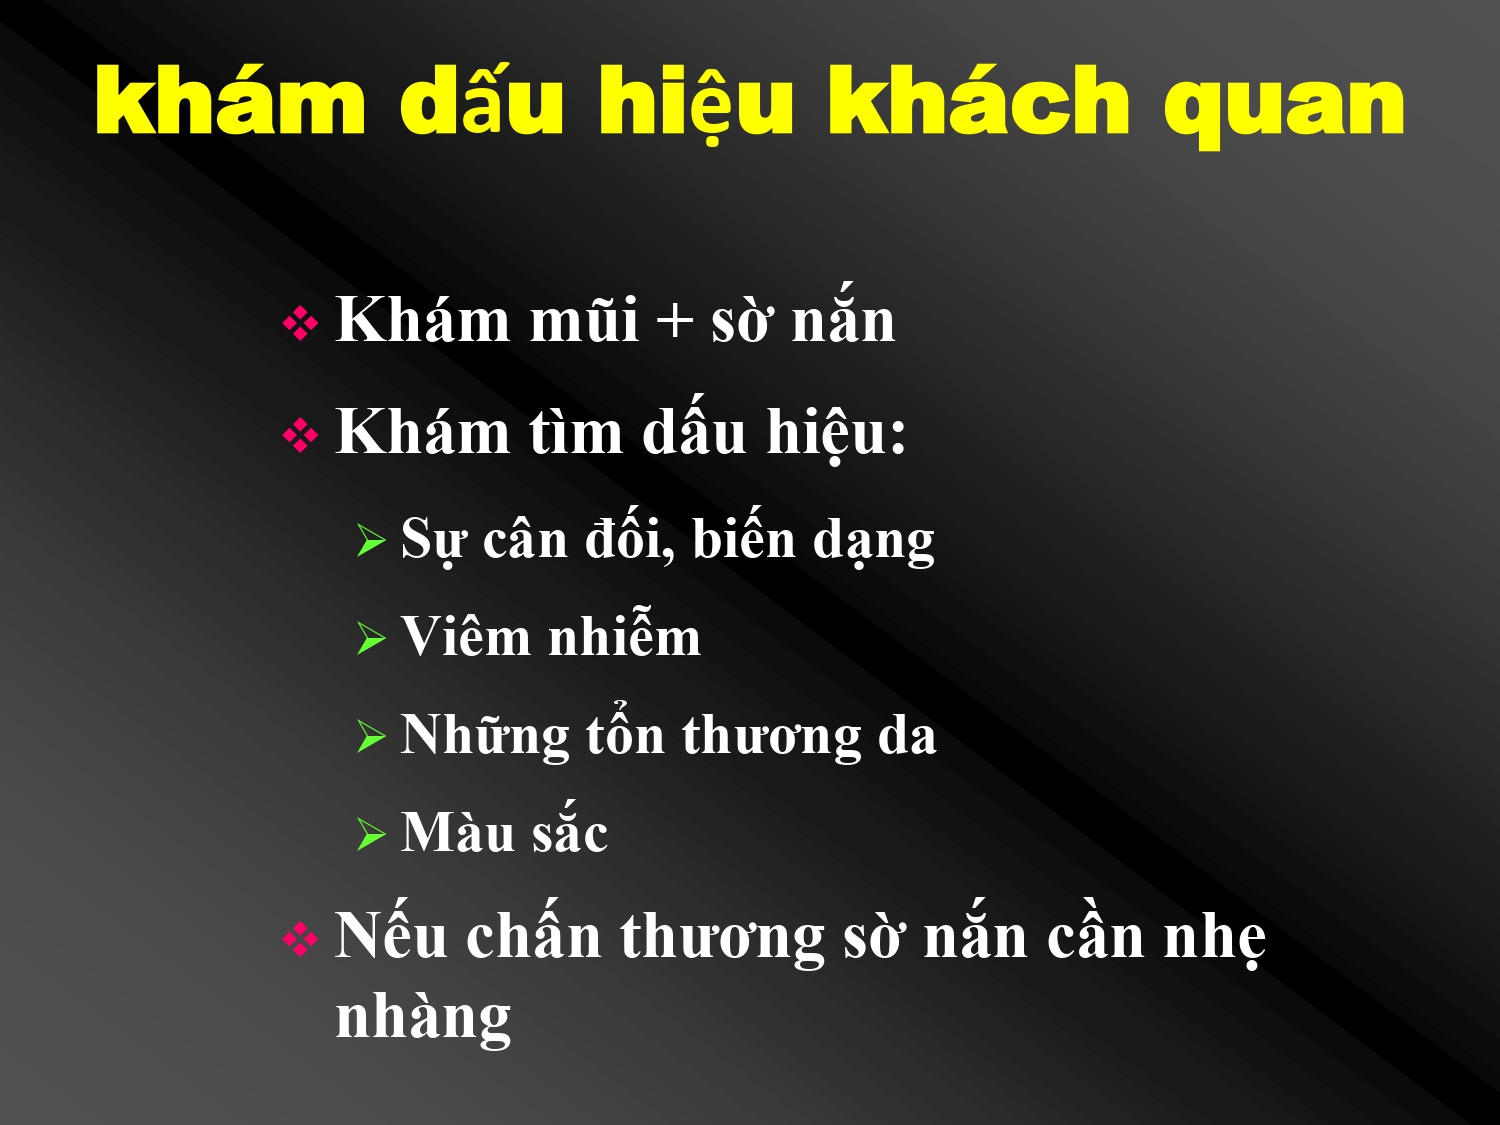 khám dấu hiệu khách quan
❖ Khám mũi + sờ nắn
❖ Khám tìm dấu hiệu:
➢ Sự cân đối, biến dạng
➢ Viêm nhiễm
➢ Những tổn thương da
➢ Màu sắc
❖ Nếu chấn thương sờ nắn cần nhẹ
nhàng